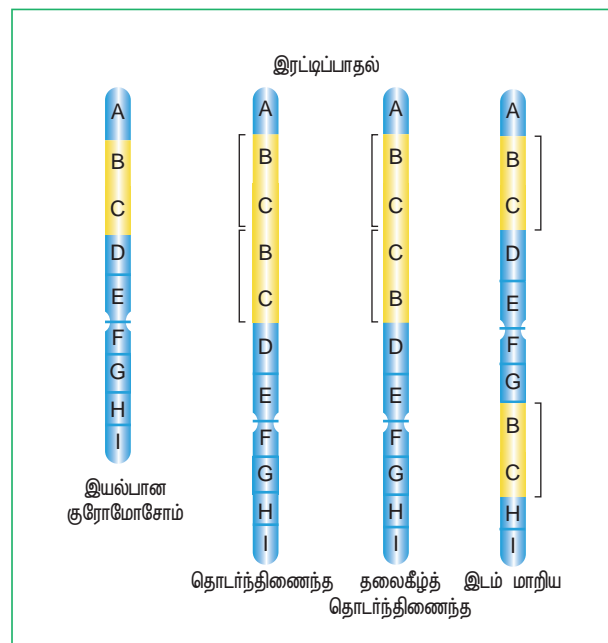 இரட்டிப்பாதல்
A
B
C
D
E
F
G
H
I
இயல்பான
குரோமோசோம்
A
B
C
B
C
D
E
F
G
H
I
தொடர்ந்திணைந்த
A
B
C
C
B
D
E
F
G
H
I
தலைகீழ்த்
தொடர்ந்திணைந்த
A
B
C
D
E
F
G
B
C
H
I
இடம் மாறிய